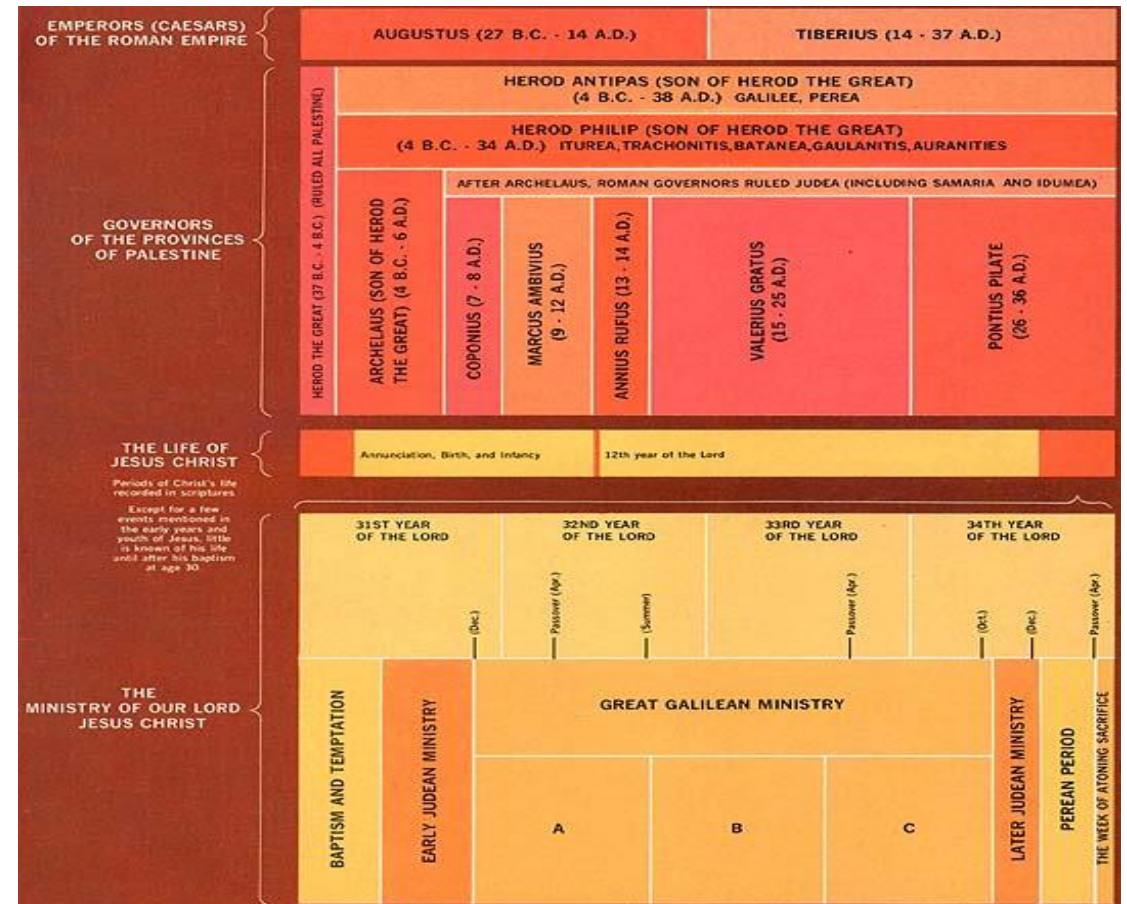 EMPERORS (CAESARS)
OF THE ROMAN EMPIRE
AUGUSTUS (27 B.C. - 14 A.D.)
TIBERIUS (14 - 37 A.D.)
GOVERNORS
OF THE PROVINCES
OF PALESTINE
HEROD THE GREAT (37 B.C. - 4 B.C.) (RULED ALL PALESTINE)
HEROD ANTIPAS (SON OF HEROD THE GREAT)
(4 B.C. - 38 A.D.) GALILEE, PEREA
HEROD PHILIP (SON OF HEROD THE GREAT)
(4 B.C. - 34 A.D.) ITUREA,TRACHONITIS,BATANEA,GAULANITIS,AURANITIES
ARCHELAUS (SON OF HEROD
THE GREAT) (4 B.C. - 6 A.D.)
AFTER ARCHELAUS, ROMAN GOVERNORS RULED JUDEA (INCLUDING SAMARIA AND IDUMEA)
COPONIUS (7 - 8 A.D.)
MARCUS AMBIVIUS
(9 - 12 A.D.)
ANNIUS RUFUS (13 - 14 A.D.)
VALERIUS GRATUS
(15 - 25 A.D.)
PONTIUS PILATE
(26 - 36 A.D.)
THE LIFE OF
JESUS CHRIST
Periods of Christ's life
recorded in scriptures
Except for a few
events mentioned in
the early years and
youth of Jesus, little
is known of his life
until after his baptism
at age 30
Annunciation, Birth, and Infancy
12th year of the Lord
THE
MINISTRY OF OUR LORD
JESUS CHRIST
31ST YEAR
OF THE LORD
32ND YEAR
OF THE LORD
33RD YEAR
OF THE LORD
34TH YEAR
OF THE LORD
(Dec.)
Passover (Apr.)
(Summer)
Passover (Apr.)
(Oct.)
(Dec.)
Passover (Apr.)
BAPTISM AND TEMPTATION
EARLY JUDEAN MINISTRY
GREAT GALILEAN MINISTRY
A
B
C
LATER JUDEAN MINISTRY
PEREAN PERIOD
THE WEEK OF ATONING SACRIFICE